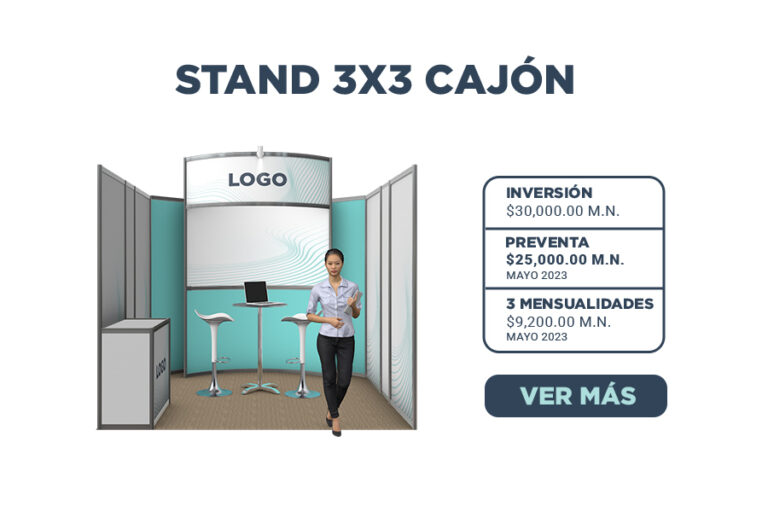 STAND 3X3 CAJÓN
LOGO
LOGO
INVERSIÓN
$30,000.00 M.N.
PREVENTA
$25,000.00 M.N.
MAYO 2023
3 MENSUALIDADES
$9,200.00 M.N.
MAYO 2023
VER MÁS